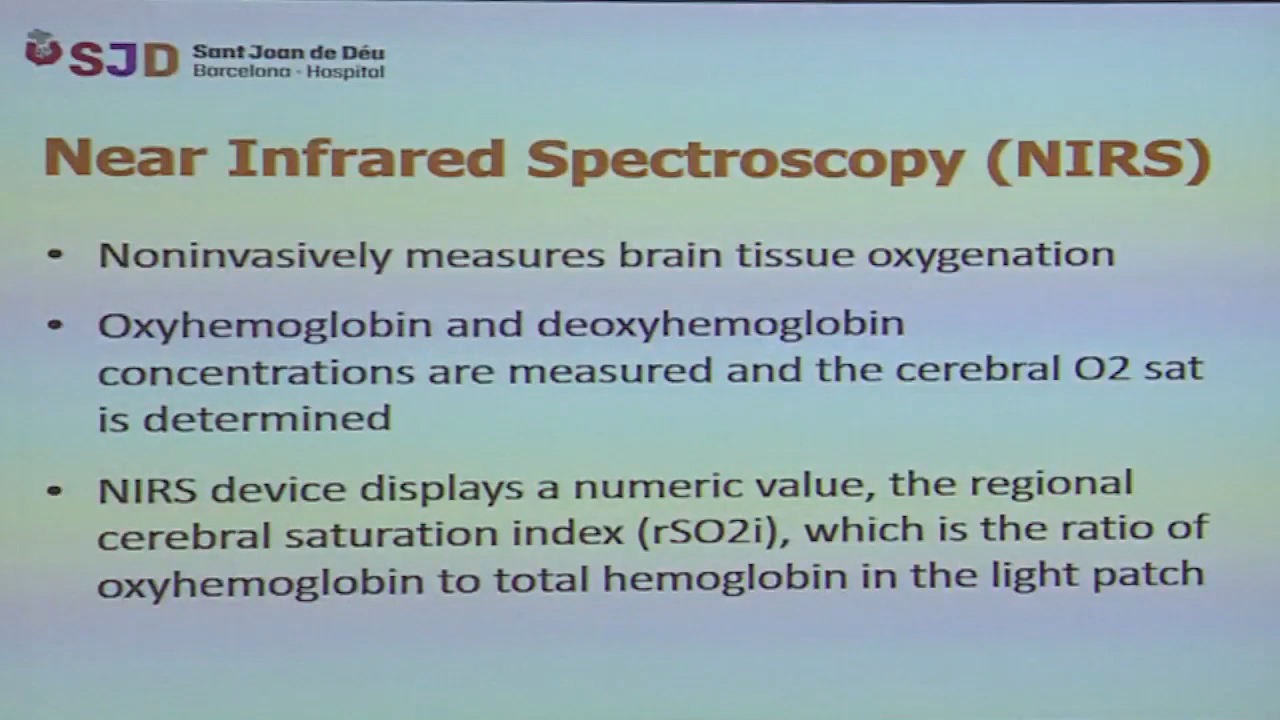 SJD
Sant Joan de Déu
Barcelona · Hospital
Near Infrared Spectroscopy (NIRS)
• Noninvasively measures brain tissue oxygenation
• Oxyhemoglobin and deoxyhemoglobin
concentrations are measured and the cerebral O2 sat
is determined
• NIRS device displays a numeric value, the regional
cerebral saturation index (rSO2i), which is the ratio of
oxyhemoglobin to total hemoglobin in the light patch